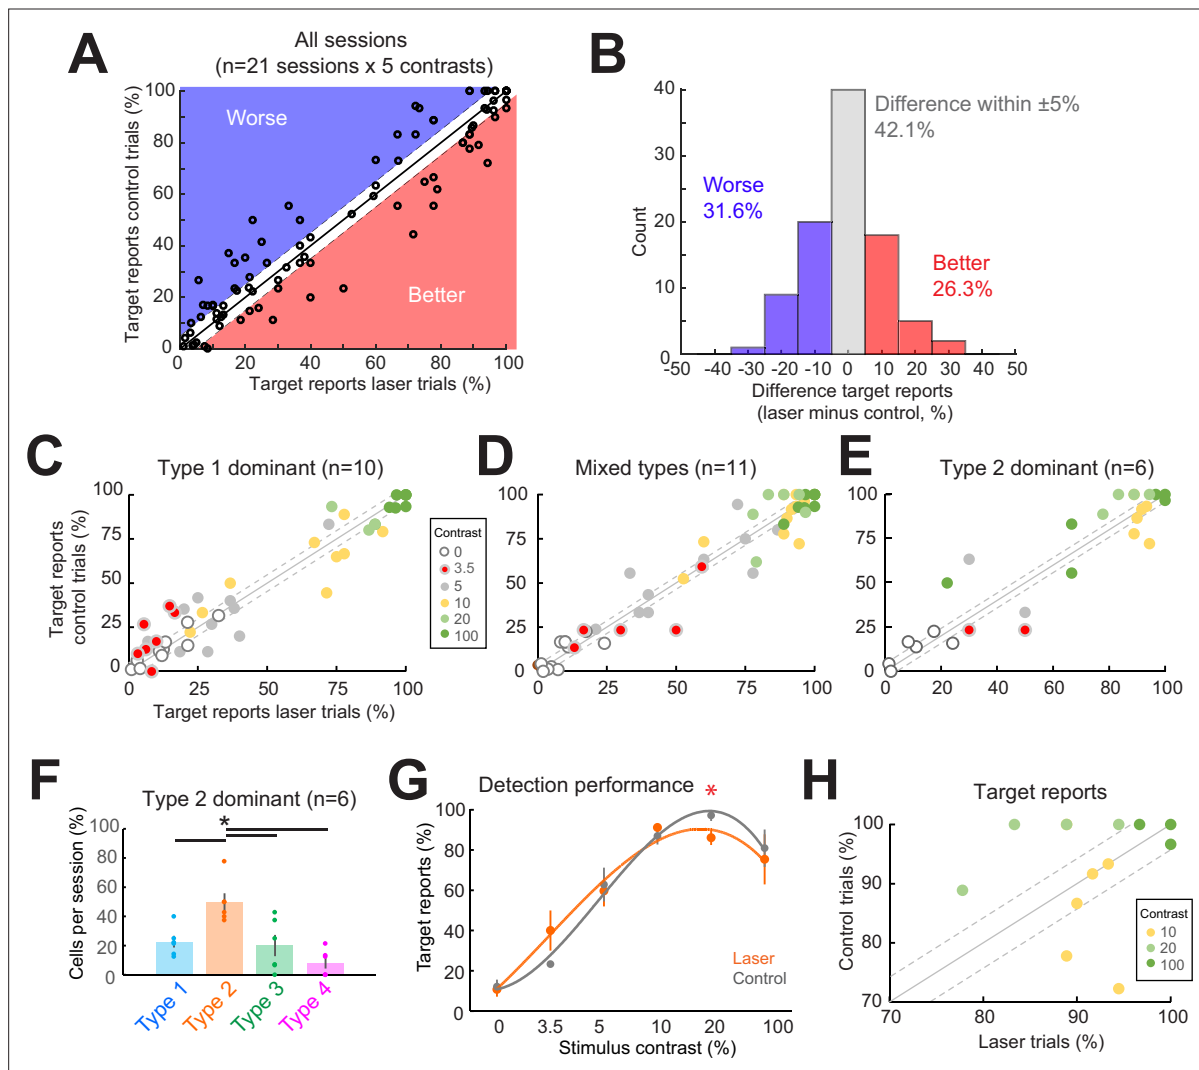 A
All sessions
(n=21 sessions x 5 contrasts)
Target reports control trials (%)
100
80
60
40
20
0
Worse
Better
0
20
40
60
80
100
Target reports laser trials (%)
B
Count
40
30
20
10
0
Difference within ±5%
42.1%
Worse
31.6%
Better
26.3%
-50
-40
-30
-20
-10
0
10
20
30
40
50
Difference target reports
(laser minus control, %)
C
Type 1 dominant (n=10)
Target reports
control trials (%)
100
75
50
25
0
0
25
50
75
100
Target reports laser trials (%)
Contrast
0
3.5
5
10
20
100
D
Mixed types (n=11)
100
75
50
25
0
0
25
50
75
100
E
Type 2 dominant (n=6)
100
75
50
25
0
0
20
40
60
80
100
F
Type 2 dominant (n=6)
Cells per session (%)
100
80
60
40
20
0
*
Type 1
Type 2
Type 3
Type 4
G
Detection performance
*
Target reports (%)
100
80
60
40
20
0
Laser
Control
0
3.5
5
10
20
100
Stimulus contrast (%)
H
Target reports
Control trials (%)
100
90
80
70
Contrast
10
20
100
70
80
90
100
Laser trials (%)